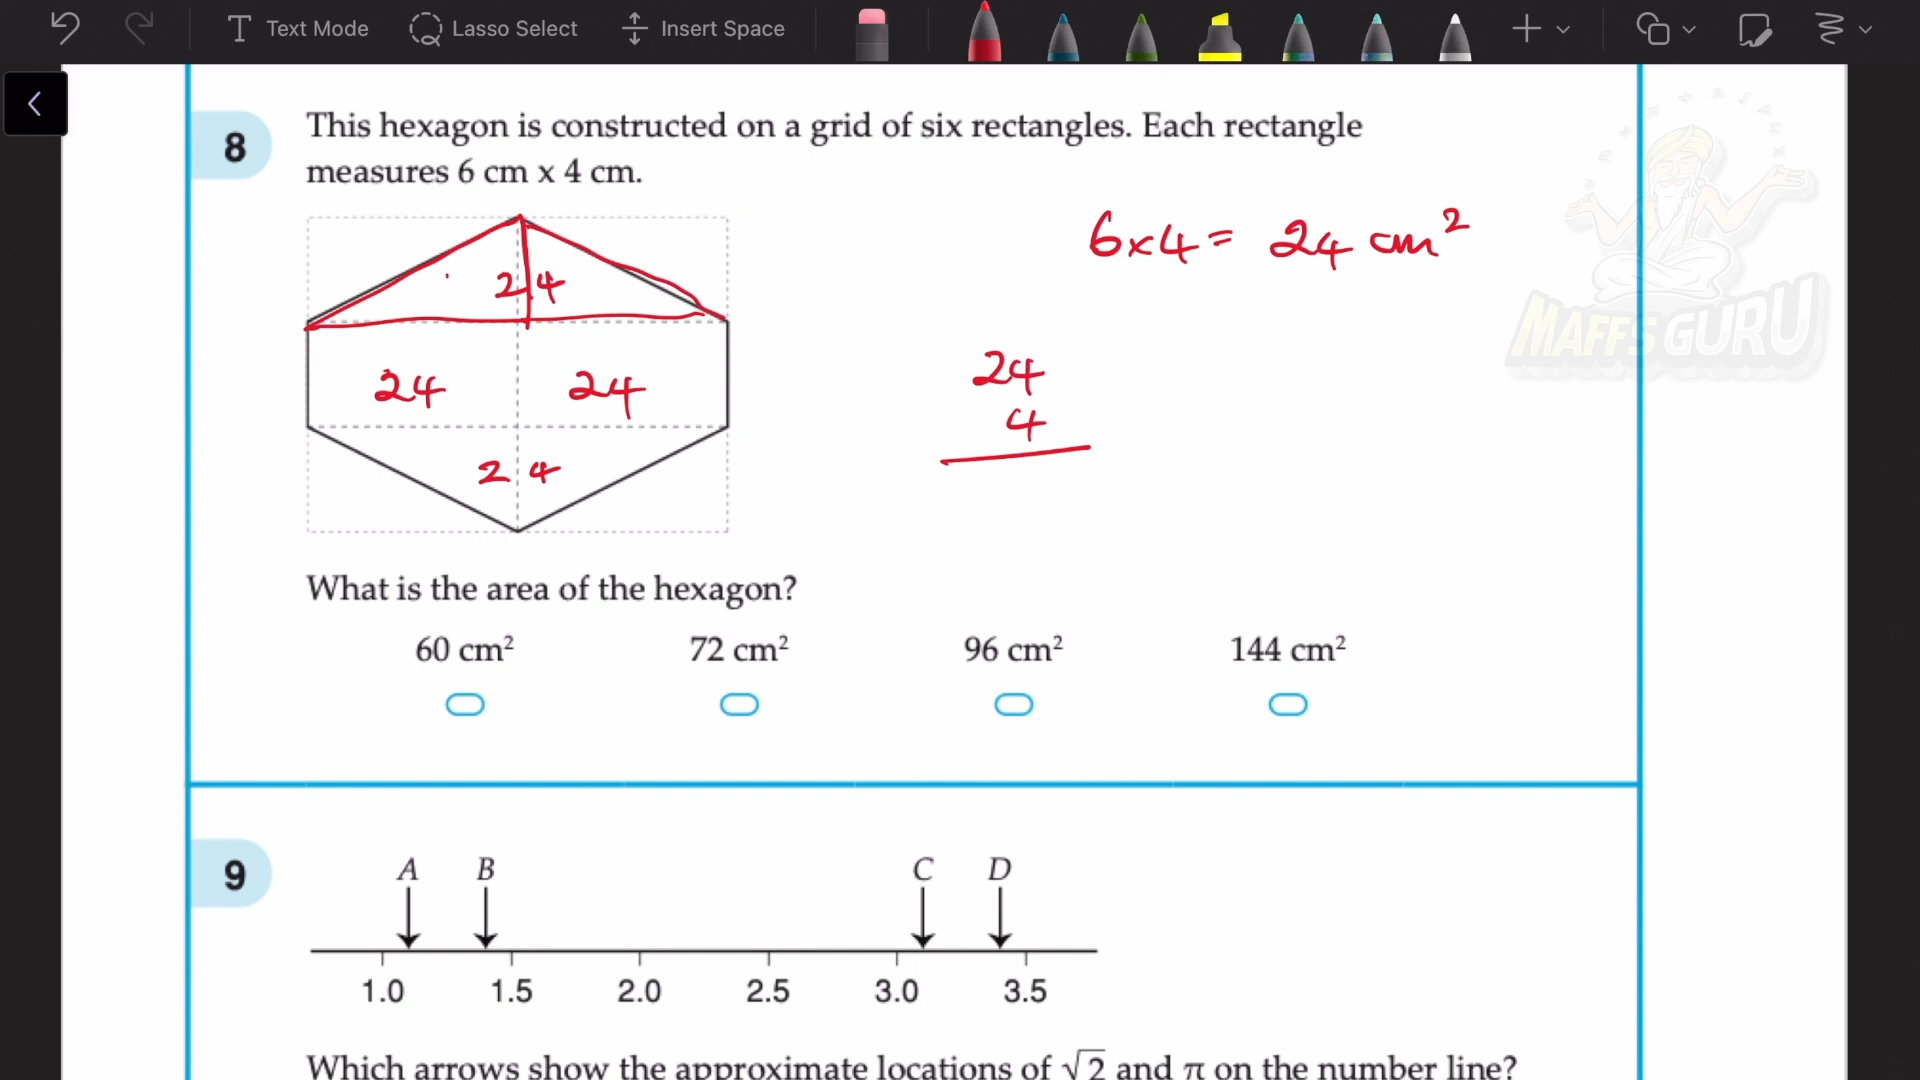 Text Mode Lasso Select Insert Space
8
This hexagon is constructed on a grid of six rectangles. Each rectangle
measures 6 cm x 4 cm.
6x4= 24 cm²
24
24 24
24
24
4
MAFFS GURU
What is the area of the hexagon?
60 cm² 72 cm² 96 cm² 144 cm²
9
A B C D
1.0 1.5 2.0 2.5 3.0 3.5
Which arrows show the approximate locations of √2 and π on the number line?